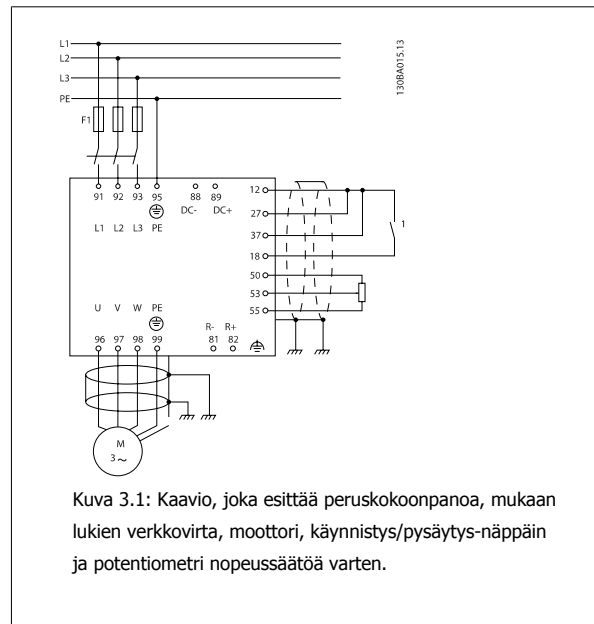 L1
L2
L3
PE
130BA015.13
F1
91 92 93 95 88 89
DC- DC+
L1 L2 L3 PE
12
27
37
18
50
53
55
1
U V W PE
96 97 98 99
R- R+
81 82
M
3 ~
Kuva 3.1: Kaavio, joka esittää peruskokoonpanoa, mukaan
lukien verkkovirta, moottori, käynnistys/pysäytys-näppäin
ja potentiometri nopeussäätöä varten.